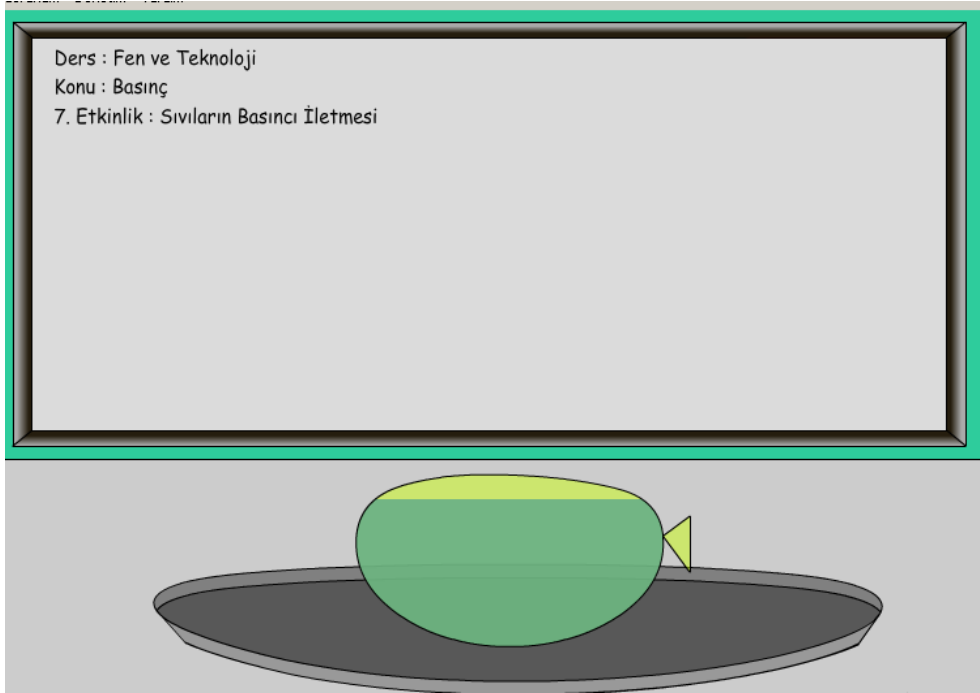 Ders : Fen ve Teknoloji
Konu : Basınç
7. Etkinlik : Sıvıların Basıncı İletmesi